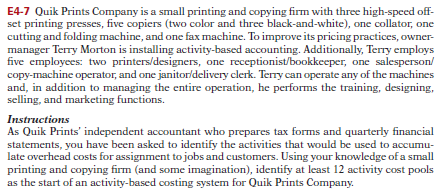 E4-7 Quik Prints Company is a small printing and copying firm with three high-speed off-
set printing presses, five copiers (two color and three black-and-white), one collator, one
cutting and folding machine, and one fax machine. To improve its pricing practices, owner-
manager Terry Morton is installing activity-based accounting. Additionally, Terry employs
five employees: two printers/designers, one receptionist/bookkeeper, one salesperson/
copy-machine operator, and one janitor/delivery clerk. Terry can operate any of the machines
and, in addition to managing the entire operation, he performs the training, designing,
selling, and marketing functions.
Instructions
As Quik Prints' independent accountant who prepares tax forms and quarterly financial
statements, you have been asked to identify the activities that would be used to accumu-
late overhead costs for assignment to jobs and customers. Using your knowledge of a small
printing and copying firm (and some imagination), identify at least 12 activity cost pools
as the start of an activity-based costing system for Quik Prints Company.